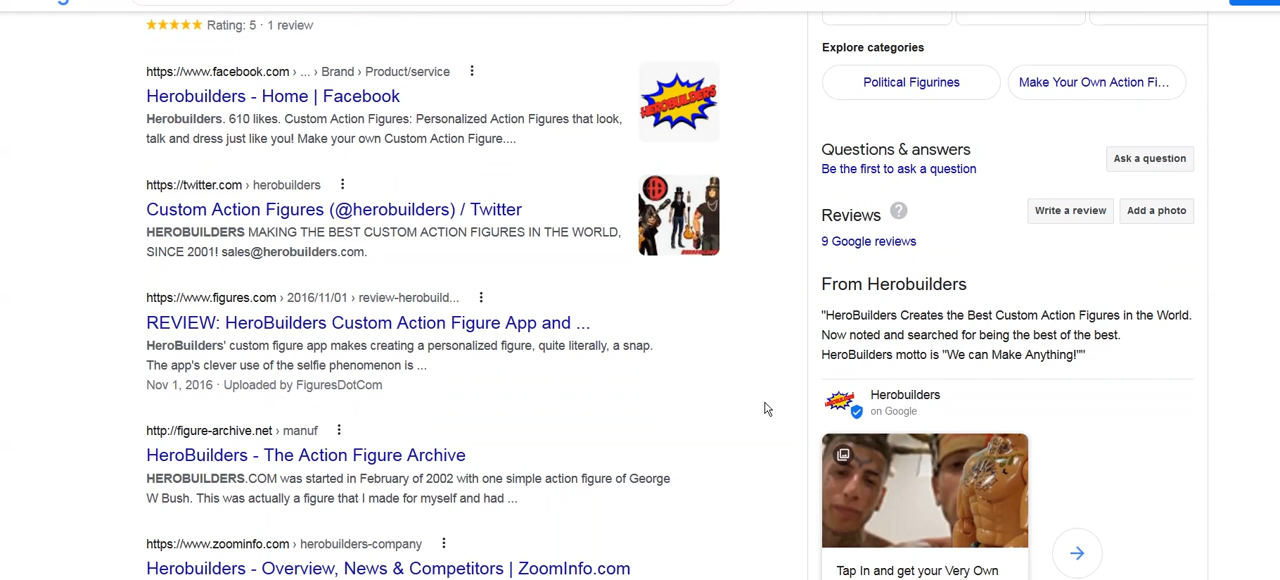 Rating: 5 · 1 review
https://www.facebook.com › ... › Brand › Product/service
Herobuilders - Home | Facebook
Herobuilders. 610 likes. Custom Action Figures: Personalized Action Figures that look,
talk and dress just like you! Make your own Custom Action Figure....
HEROBUILDERS
https://twitter.com › herobuilders
Custom Action Figures (@herobuilders) / Twitter
HEROBUILDERS MAKING THE BEST CUSTOM ACTION FIGURES IN THE WORLD,
SINCE 2001! sales@herobuilders.com.
https://www.figures.com › 2016/11/01 › review-herobuild...
REVIEW: HeroBuilders Custom Action Figure App and ...
HeroBuilders' custom figure app makes creating a personalized figure, quite literally, a snap.
The app's clever use of the selfie phenomenon is ...
Nov 1, 2016 · Uploaded by FiguresDotCom
http://figure-archive.net › manuf
HeroBuilders - The Action Figure Archive
HEROBUILDERS.COM was started in February of 2002 with one simple action figure of George
W Bush. This was actually a figure that I made for myself and had ...
https://www.zoominfo.com › herobuilders-company
Herobuilders - Overview, News & Competitors | ZoomInfo.com
Explore categories
Political Figurines
Make Your Own Action Fi...
Questions & answers
Be the first to ask a question
Ask a question
Reviews
Write a review
Add a photo
9 Google reviews
From Herobuilders
"HeroBuilders Creates the Best Custom Action Figures in the World.
Now noted and searched for being the best of the best.
HeroBuilders motto is "We can Make Anything!""
Herobuilders
on Google
Tap In and get your Very Own